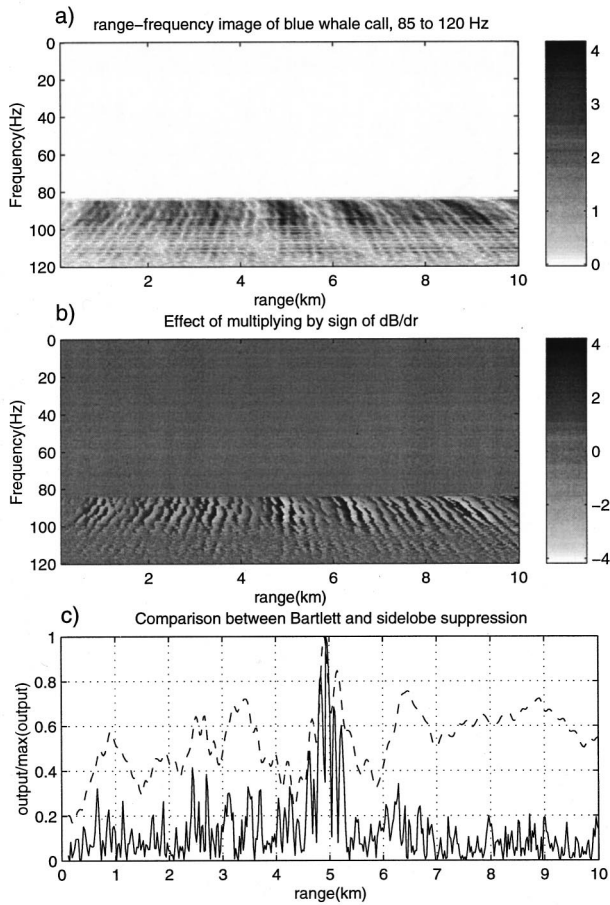 a)
range–frequency image of blue whale call, 85 to 120 Hz
0
20
40
60
80
100
120
Frequency(Hz)
2 4 6 8 10
range(km)
4
3
2
1
0
b)
Effect of multiplying by sign of dB/dr
0
20
40
60
80
100
120
Frequency(Hz)
2 4 6 8 10
range(km)
4
2
0
−2
−4
c)
Comparison between Bartlett and sidelobe suppression
1
0.8
0.6
0.4
0.2
0
output/max(output)
0 1 2 3 4 5 6 7 8 9 10
range(km)